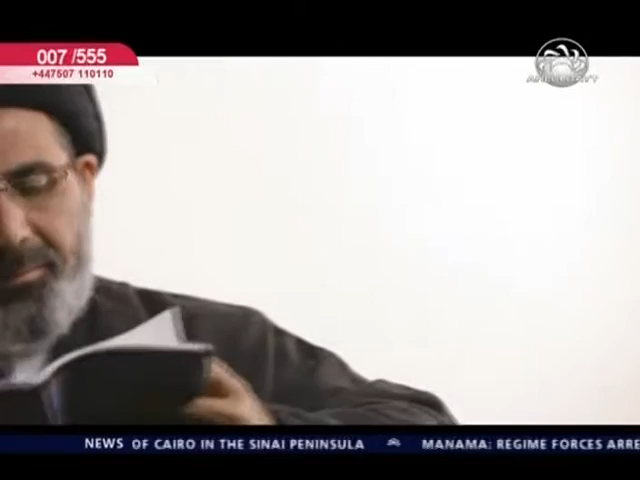 007 /555
+447507 110110
NEWS OF CAIRO IN THE SINAI PENINSULA
MANAMA: REGIME FORCES ARRE